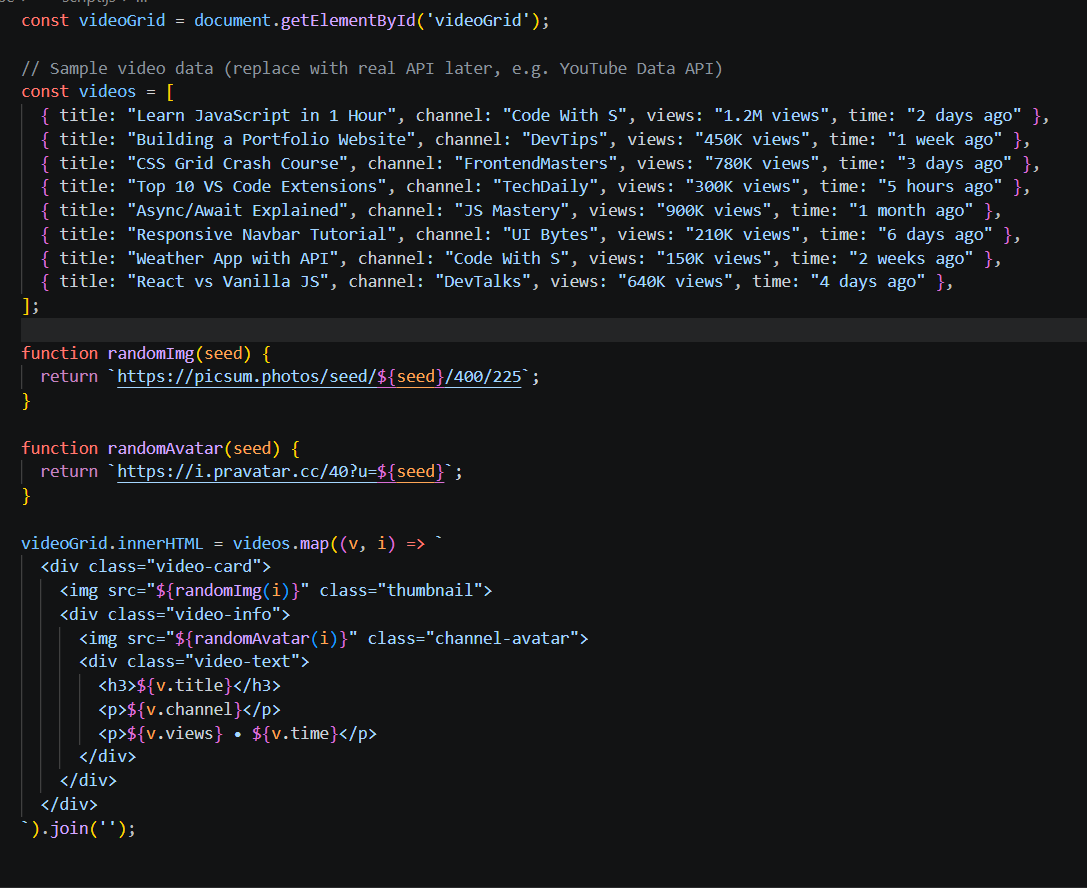 const videoGrid = document.getElementById('videoGrid');
// Sample video data (replace with real API later, e.g. YouTube Data API)
const videos = [
{ title: "Learn JavaScript in 1 Hour", channel: "Code With S", views: "1.2M views", time: "2 days ago" },
{ title: "Building a Portfolio Website", channel: "DevTips", views: "450K views", time: "1 week ago" },
{ title: "CSS Grid Crash Course", channel: "FrontendMasters", views: "780K views", time: "3 days ago" },
{ title: "Top 10 VS Code Extensions", channel: "TechDaily", views: "300K views", time: "5 hours ago" },
{ title: "Async/Await Explained", channel: "JS Mastery", views: "900K views", time: "1 month ago" },
{ title: "Responsive Navbar Tutorial", channel: "UI Bytes", views: "210K views", time: "6 days ago" },
{ title: "Weather App with API", channel: "Code With S", views: "150K views", time: "2 weeks ago" },
{ title: "React vs Vanilla JS", channel: "DevTalks", views: "640K views", time: "4 days ago" },
];
function randomImg(seed) {
return `https://picsum.photos/seed/${seed}/400/225`;
}
function randomAvatar(seed) {
return `https://i.pravatar.cc/40?u=${seed}`;
}
videoGrid.innerHTML = videos.map((v, i) => `
<div class="video-card">
<img src="${randomImg(i)}" class="thumbnail">
<div class="video-info">
<img src="${randomAvatar(i)}" class="channel-avatar">
<div class="video-text">
<h3>${v.title}</h3>
<p>${v.channel}</p>
<p>${v.views} • ${v.time}</p>
</div>
</div>
</div>
`).join('');